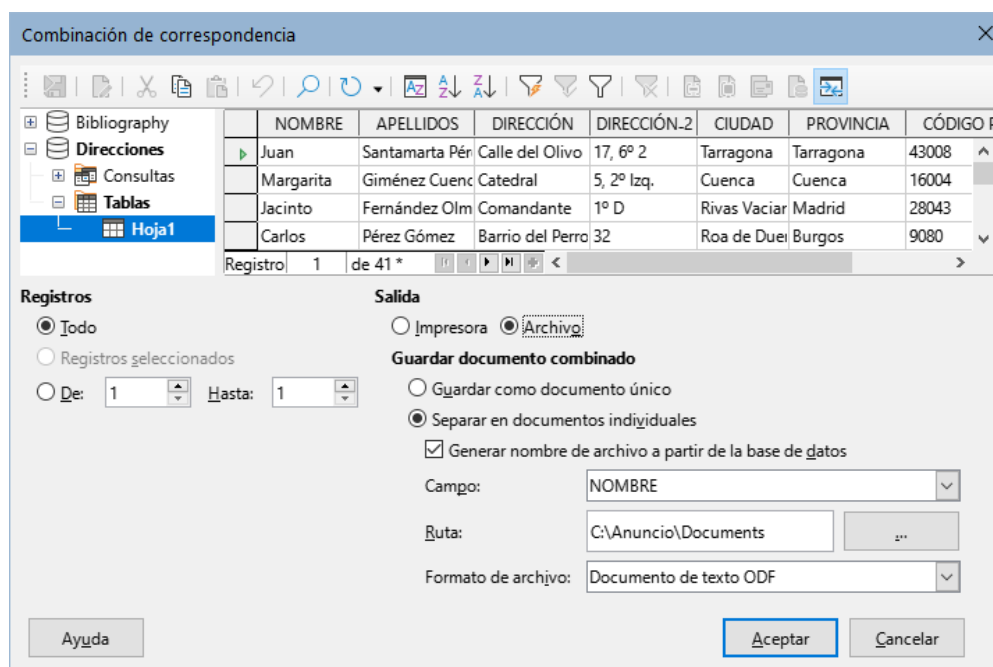 Combinación de correspondencia
Bibliography
Direcciones
Consultas
Tablas
Hoja1
NOMBRE APELLIDOS DIRECCIÓN DIRECCIÓN-2 CIUDAD PROVINCIA CÓDIGO P
Juan Santamarta Pér Calle del Olivo 17, 6º 2 Tarragona Tarragona 43008
Margarita Giménez Cuenc Catedral 5, 2º Izq. Cuenca Cuenca 16004
Jacinto Fernández Olm Comandante 1º D Rivas Vaciar Madrid 28043
Carlos Pérez Gómez Barrio del Perro 32 Roa de Due Burgos 9080
Registro 1 de 41 *
Registros
Todo
Registros seleccionados
De: 1 Hasta: 1
Salida
Impresora Archivo
Guardar documento combinado
Guardar como documento único
Separar en documentos individuales
Generar nombre de archivo a partir de la base de datos
Campo: NOMBRE
Ruta: C:\Anuncio\Documents ...
Formato de archivo: Documento de texto ODF
Ayuda Aceptar Cancelar